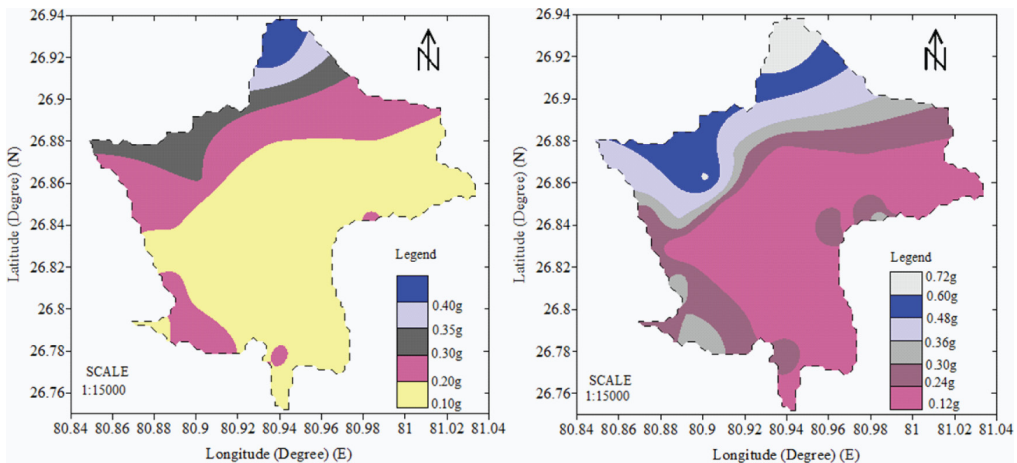 26.94
26.92
26.9
26.88
26.86
26.84
26.82
26.8
26.78
26.76
Latitude (Degree) (N)
N
Legend
0.40g
0.35g
0.30g
0.20g
0.10g
SCALE
1:15000
80.84 80.86 80.88 80.9 80.92 80.94 80.96 80.98 81 81.02 81.04
Longitude (Degree) (E)
26.94
26.92
26.9
26.88
26.86
26.84
26.82
26.8
26.78
26.76
Latitude (Degree) (N)
N
Legend
0.72g
0.60g
0.48g
0.36g
0.30g
0.24g
0.12g
SCALE
1:15000
80.84 80.86 80.88 80.9 80.92 80.94 80.96 80.98 81 81.02 81.04
Longitude (Degree) (E)